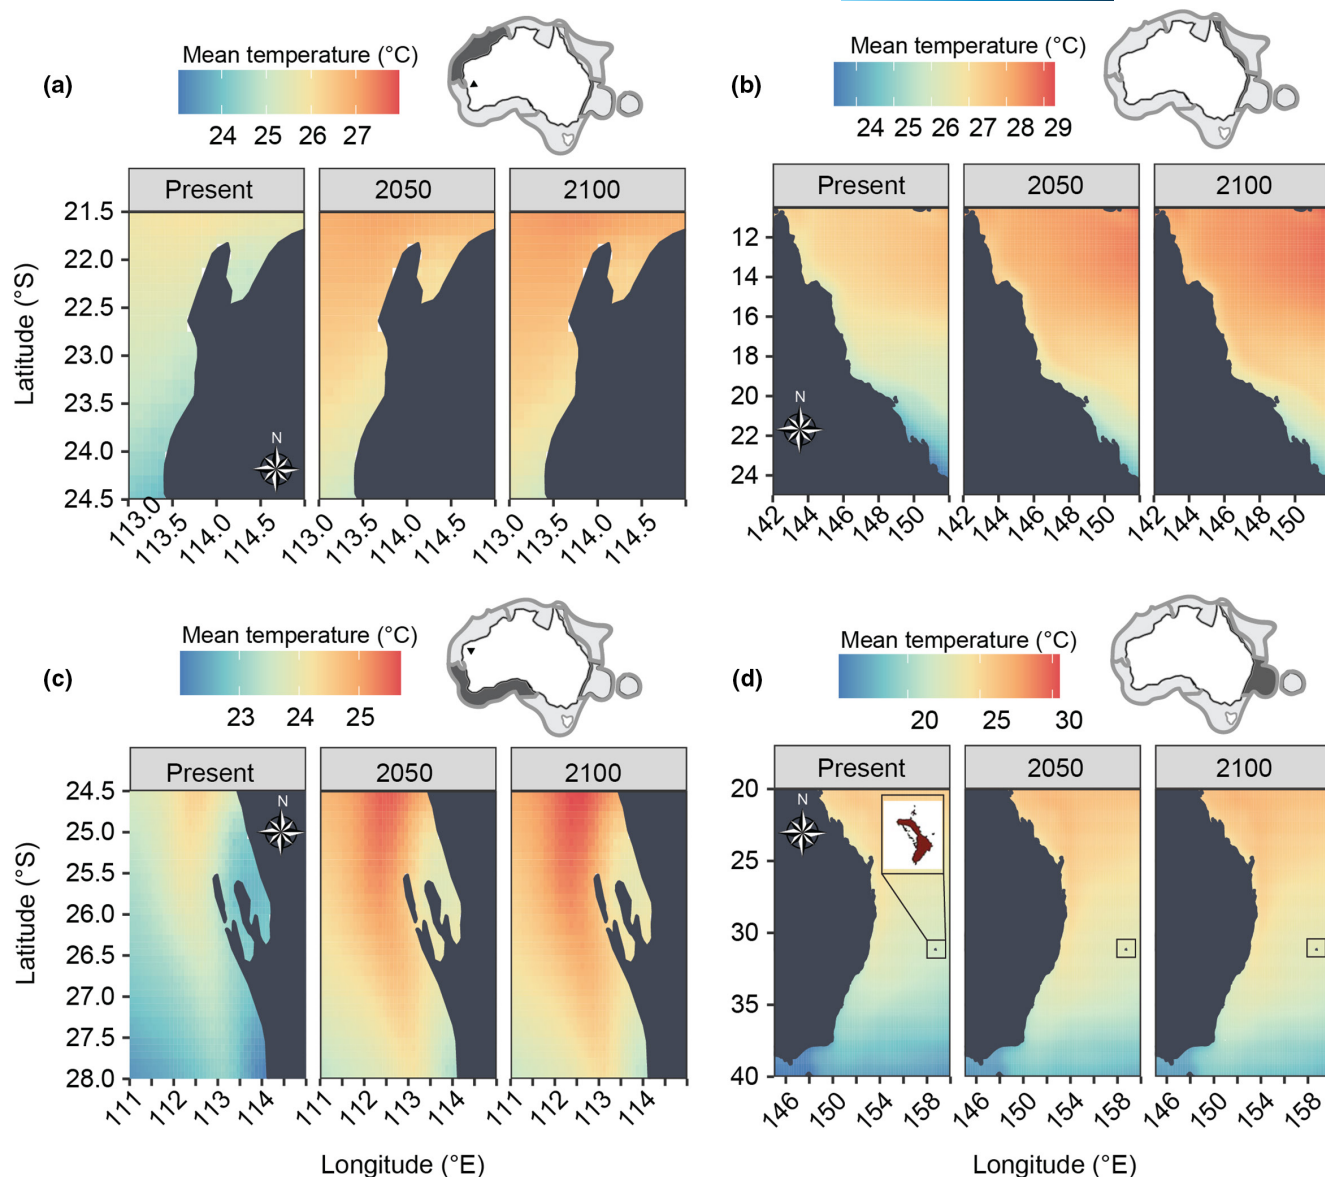 (a)
Mean temperature (°C)
24 25 26 27
Present 2050 2100
21.5
22.0
22.5
23.0
23.5
24.0
24.5
Latitude (°S)
N
113.0 113.5 114.0 114.5 113.0 113.5 114.0 114.5 113.0 113.5 114.0 114.5
(b)
Mean temperature (°C)
24 25 26 27 28 29
Present 2050 2100
12
14
16
18
20
22
24
N
142 144 146 148 150 142 144 146 148 150 142 144 146 148 150
(c)
Mean temperature (°C)
23 24 25
Present 2050 2100
24.5
25.0
25.5
26.0
26.5
27.0
27.5
28.0
Latitude (°S)
N
111 112 113 114 111 112 113 114 111 112 113 114
Longitude (°E)
(d)
Mean temperature (°C)
20 25 30
Present 2050 2100
20
25
30
35
40
N
146 150 154 158 146 150 154 158 146 150 154 158
Longitude (°E)